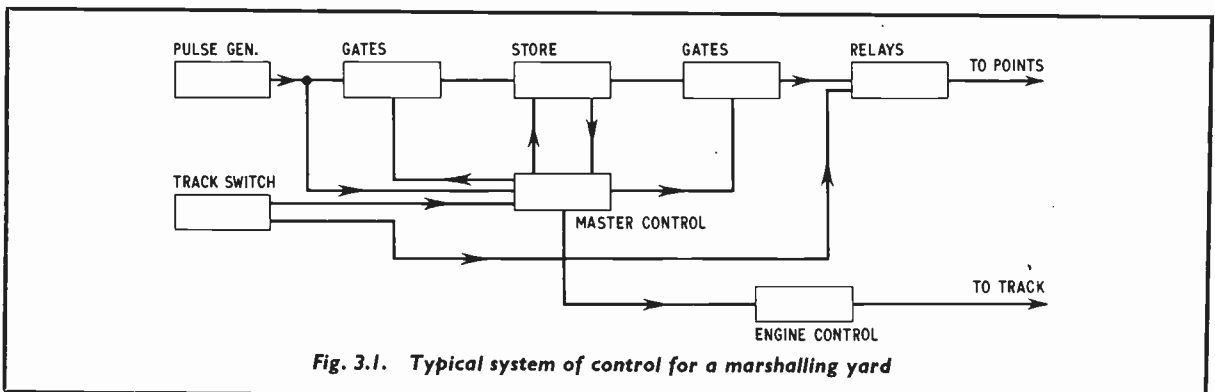 PULSE GEN.
GATES
STORE
GATES
RELAYS
TO POINTS
TRACK SWITCH
MASTER CONTROL
TO TRACK
ENGINE CONTROL
Fig. 3.1. Typical system of control for a marshalling yard